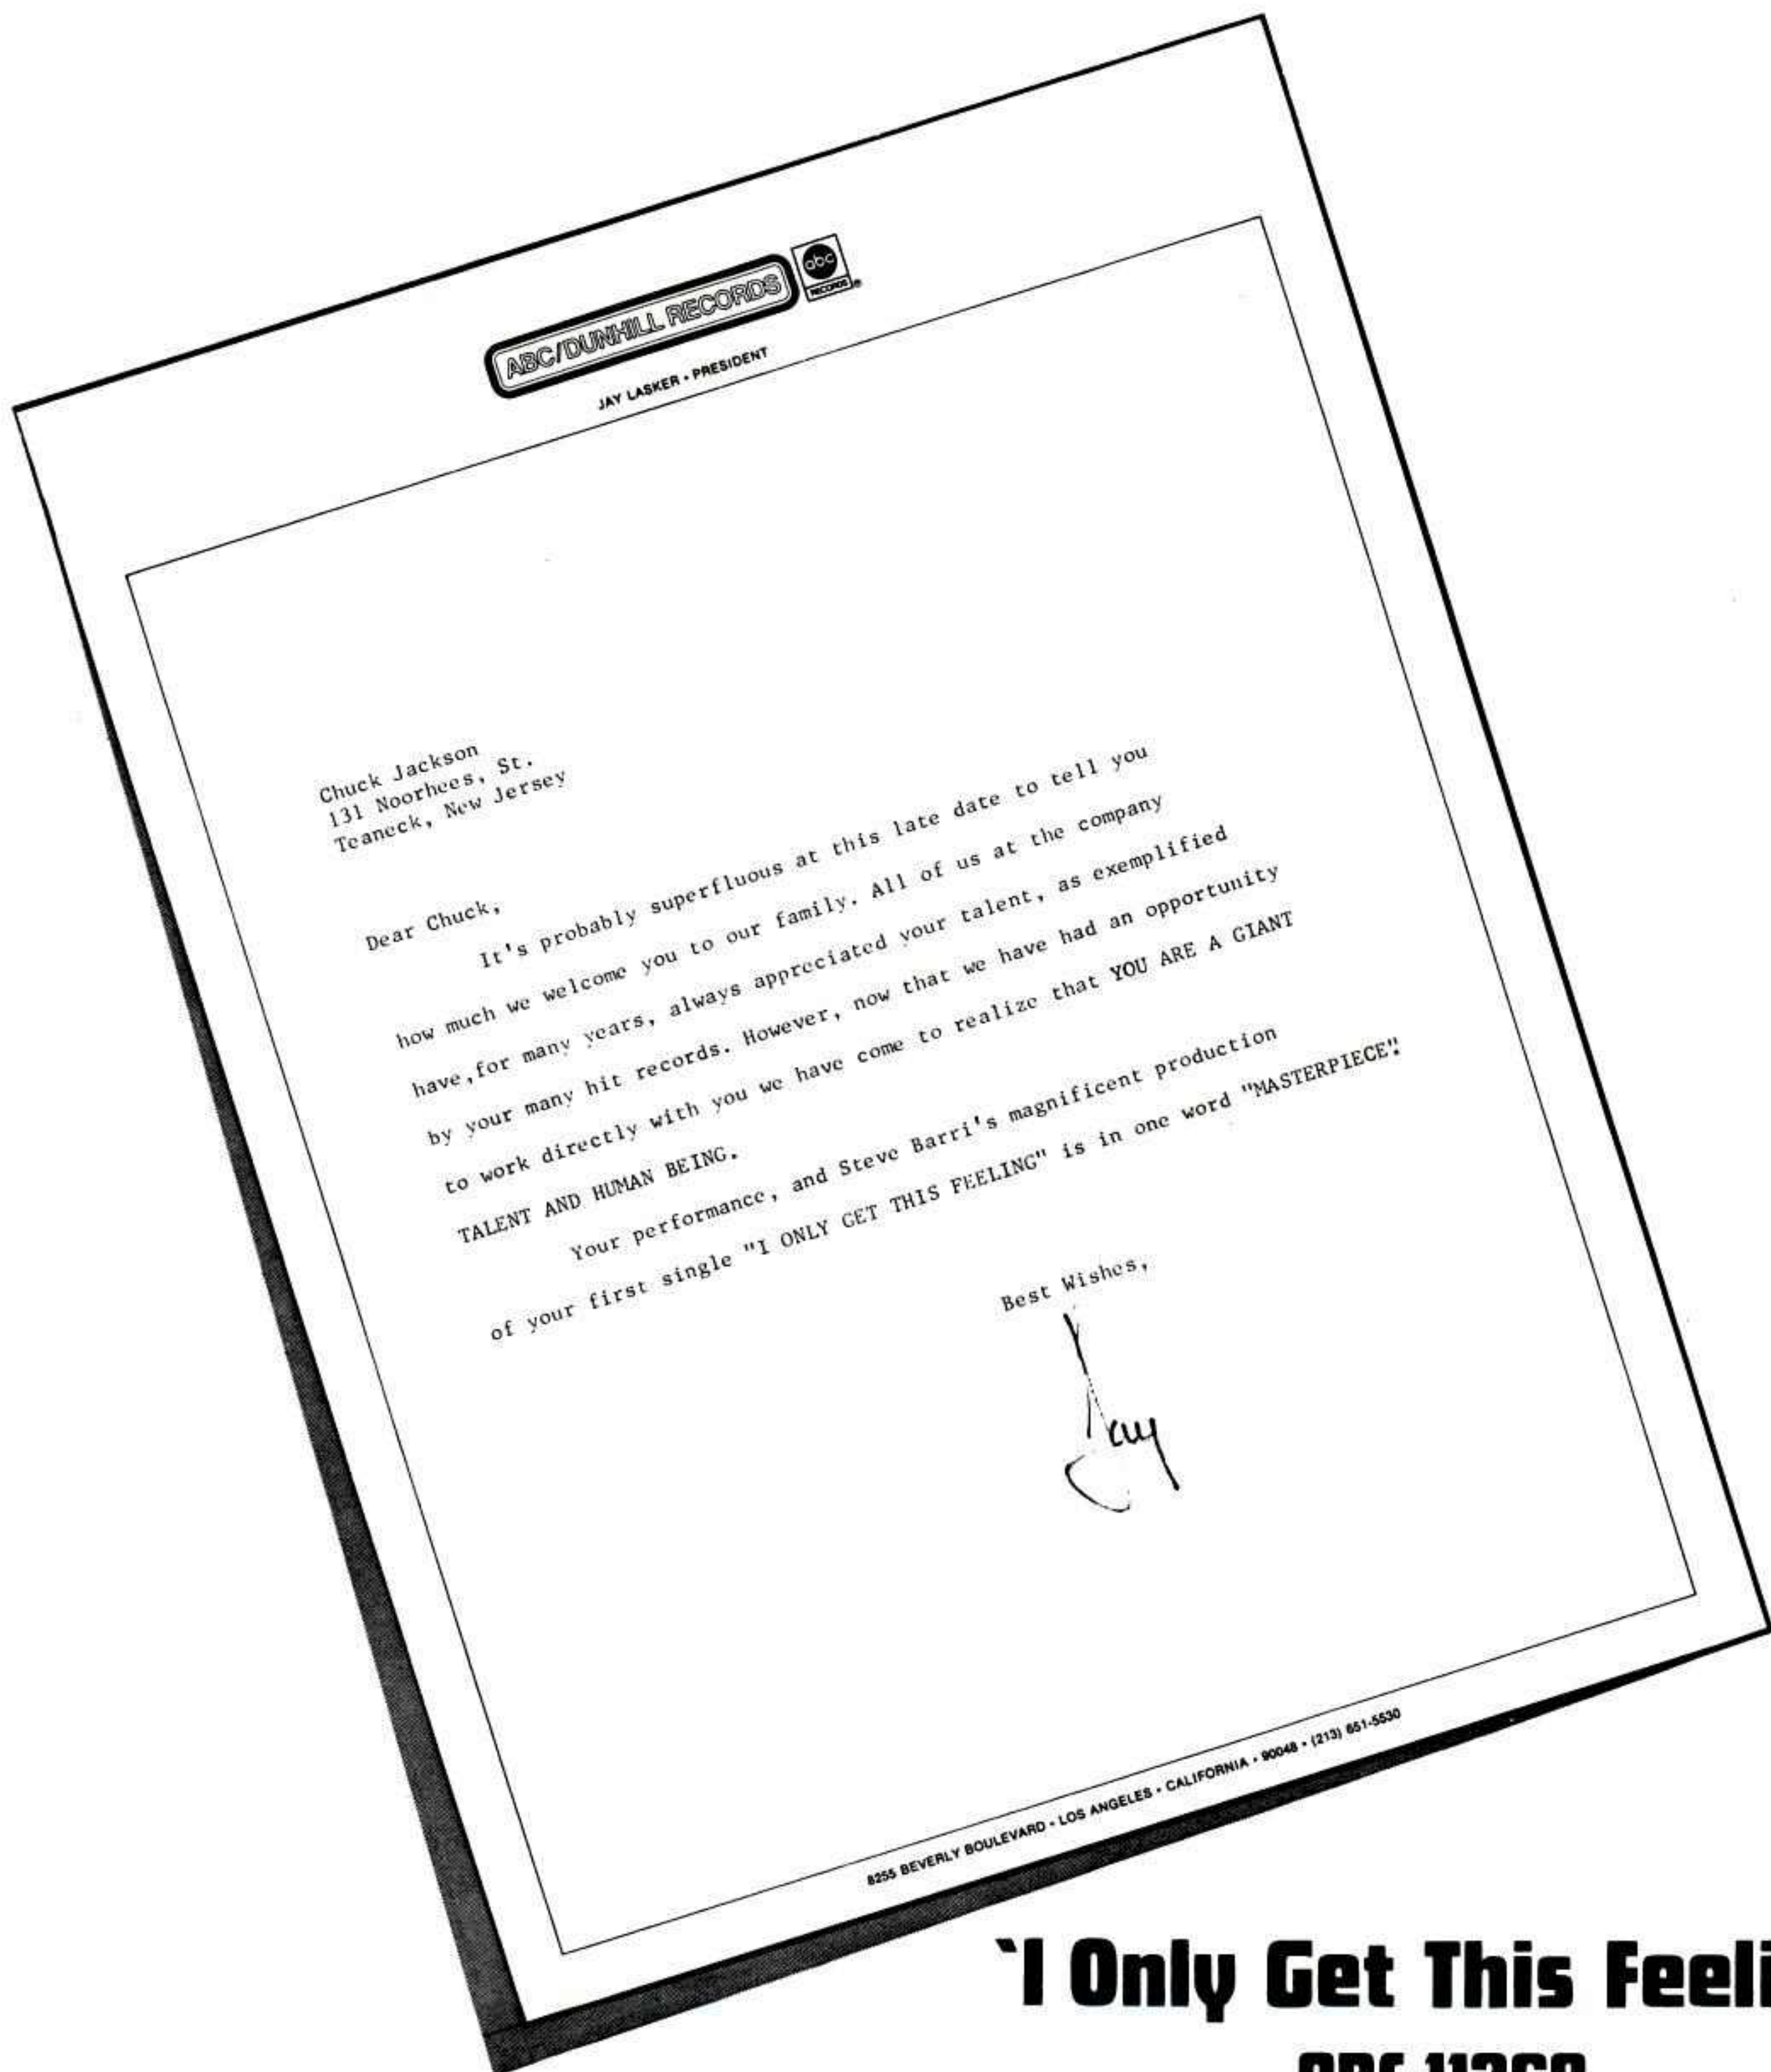 ABC/DUNHILL RECORDS
abc
RECORDS
JAY LASKER • PRESIDENT
Chuck Jackson
131 Noorhees, St.
Teaneck, New Jersey
Dear Chuck,
It's probably superfluous at this late date to tell you
how much we welcome you to our family. All of us at the company
have,for many years, always appreciated your talent, as exemplified
by your many hit records. However, now that we have had an opportunity
to work directly with you we have come to realize that YOU ARE A GIANT
TALENT AND HUMAN BEING.
Your performance, and Steve Barri's magnificent production
of your first single "I ONLY GET THIS FEELING" is in one word "MASTERPIECE".
Best Wishes,
Jay
8255 BEVERLY BOULEVARD • LOS ANGELES • CALIFORNIA • 90048 • (213) 651-5530
`I Only Get This Feeli